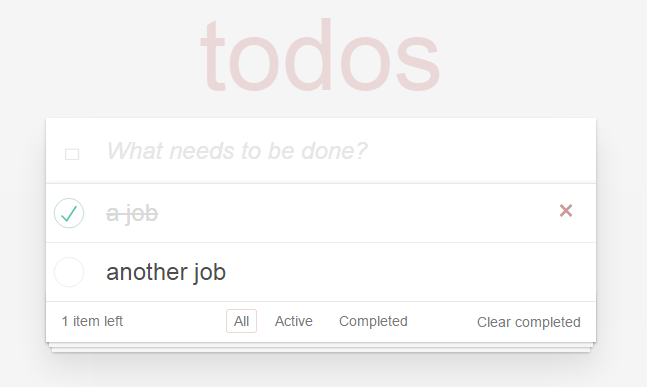 todos
What needs to be done?
a job
another job
1 item left All Active Completed Clear completed